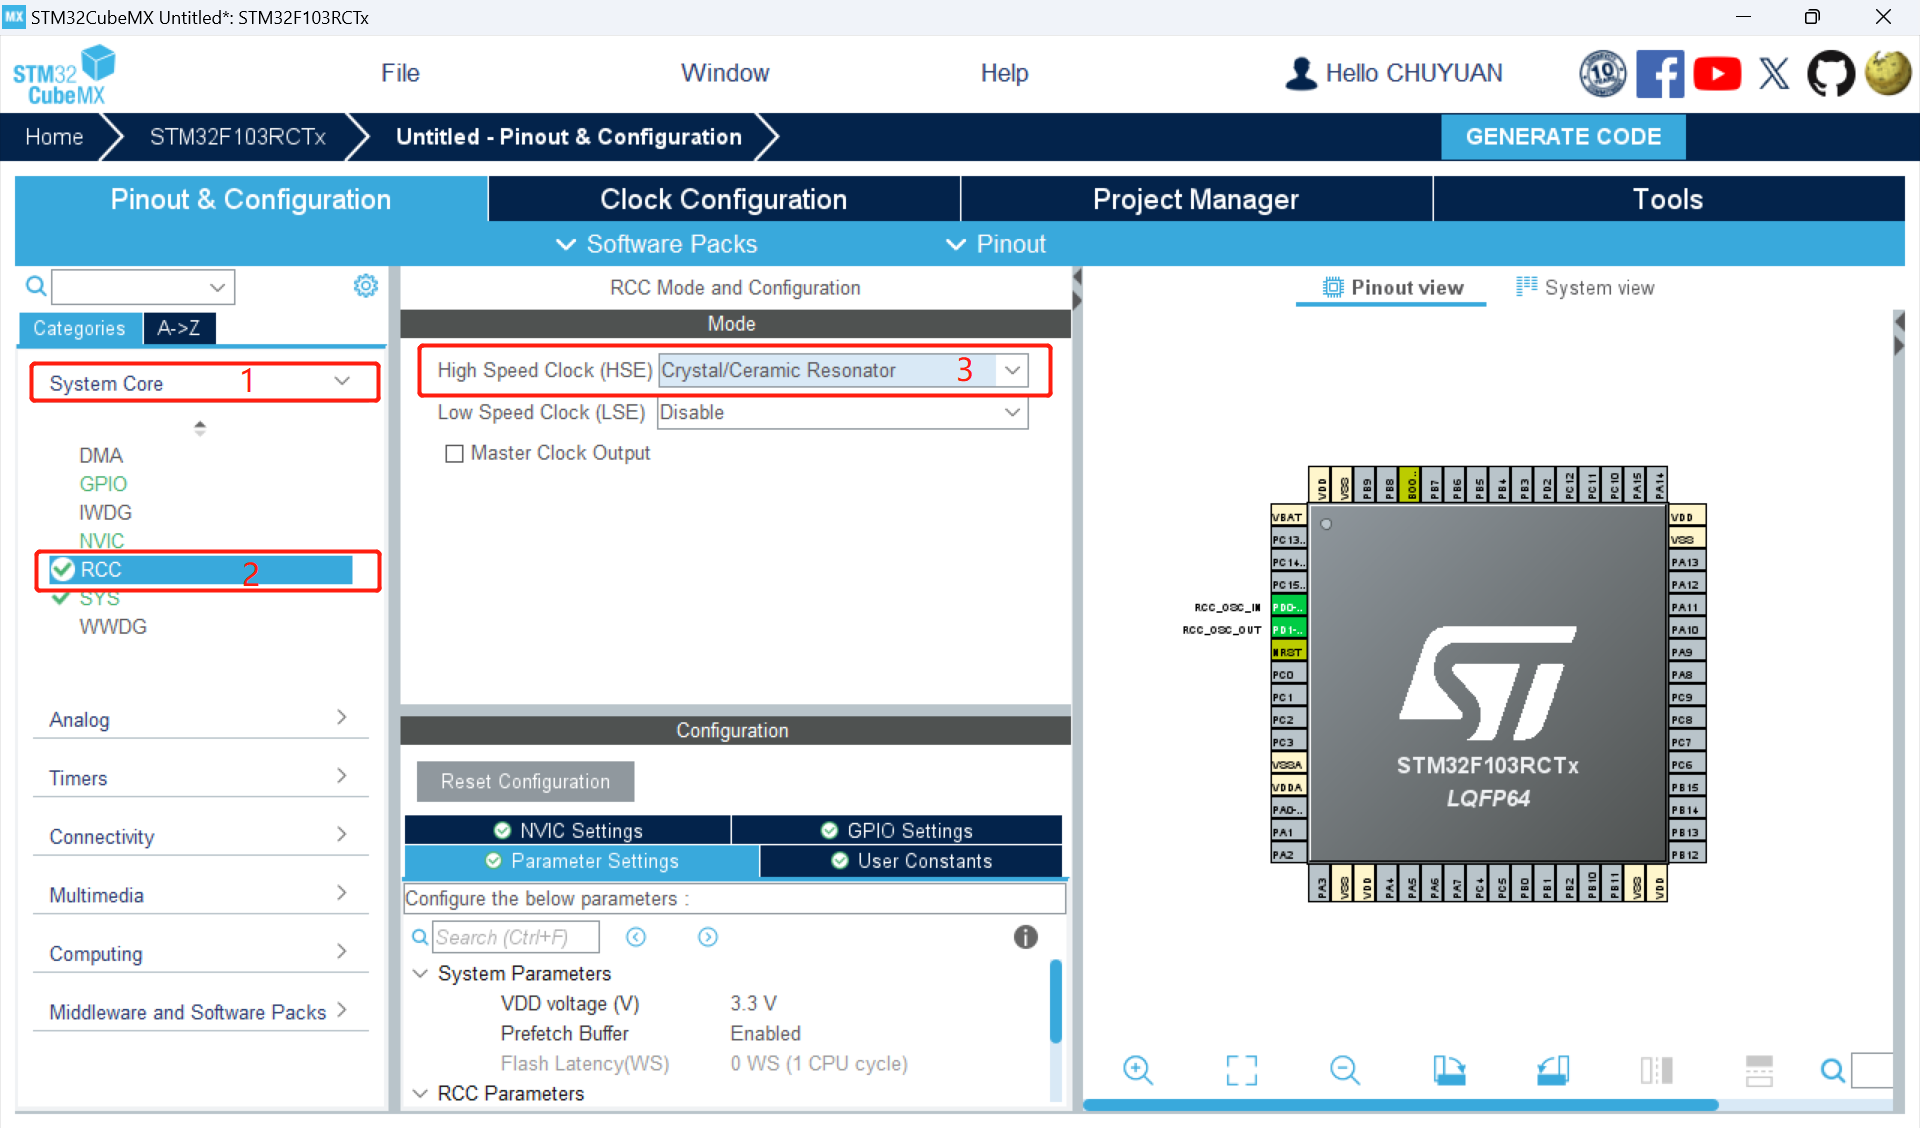 STM32CubeMX Untitled*: STM32F103RCTx
STM32
CubeMX
File
Window
Help
Hello CHUYUAN
Home
STM32F103RCTx
Untitled - Pinout & Configuration
GENERATE CODE
Pinout & Configuration
Clock Configuration
Project Manager
Tools
Software Packs
Pinout
Categories
A->Z
System Core
1
DMA
GPIO
IWDG
NVIC
RCC
2
SYS
WWDG
Analog
Timers
Connectivity
Multimedia
Computing
Middleware and Software Packs
RCC Mode and Configuration
Mode
High Speed Clock (HSE)
Crystal/Ceramic Resonator
3
Low Speed Clock (LSE)
Disable
Master Clock Output
Configuration
Reset Configuration
NVIC Settings
GPIO Settings
Parameter Settings
User Constants
Configure the below parameters :
Search (Ctrl+F)
System Parameters
VDD voltage (V)
3.3 V
Prefetch Buffer
Enabled
Flash Latency(WS)
0 WS (1 CPU cycle)
RCC Parameters
Pinout view
System view
VDD
VSS
PB9
PB8
BOO..
PB7
PB6
PB5
PB4
PB3
PD2
PC12
PC11
PC10
PA15
PA14
VBAT
PC13..
PC14..
PC15..
RCC_OSC_IN
PD0-..
RCC_OSC_OUT
PD1-..
NRST
PC0
PC1
PC2
PC3
VSSA
VDDA
PA0-..
PA1
PA2
STM32F103RCTx
LQFP64
VDD
VSS
PA13
PA12
PA11
PA10
PA9
PA8
PC9
PC8
PC7
PC6
PB15
PB14
PB13
PB12
PA3
VSS
VDD
PA4
PA5
PA6
PA7
PC4
PC5
PB0
PB1
PB2
PB10
PB11
VSS
VDD